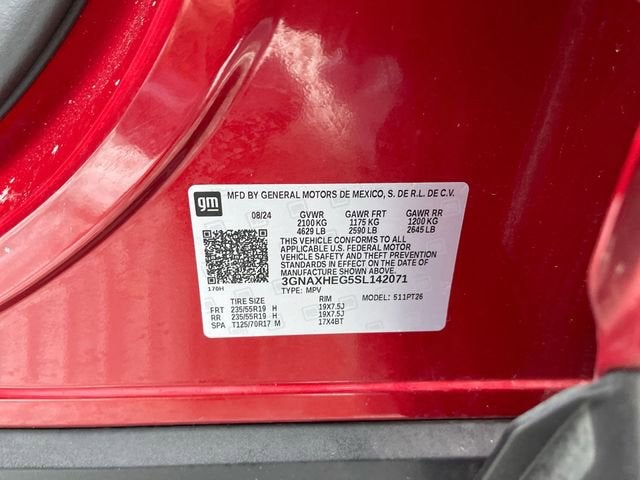 gm MFD BY GENERAL MOTORS DE MEXICO, S. DE R.L. DE C.V.
08/24 GVWR GAWR FRT GAWR RR
2100 KG 1175 KG 1200 KG
4629 LB 2590 LB 2645 LB
THIS VEHICLE CONFORMS TO ALL
APPLICABLE U.S. FEDERAL MOTOR
VEHICLE SAFETY AND THEFT PREVENTION
STANDARDS IN EFFECT ON THE DATE OF
MANUFACTURE SHOWN ABOVE.
3GNAXHEG5SL142071
170H TYPE: MPV MODEL: 511PT26
TIRE SIZE RIM
FRT 235/55R19 H 19X7.5J
RR 235/55R19 H 19X7.5J
SPA T125/70R17 M 17X4BT